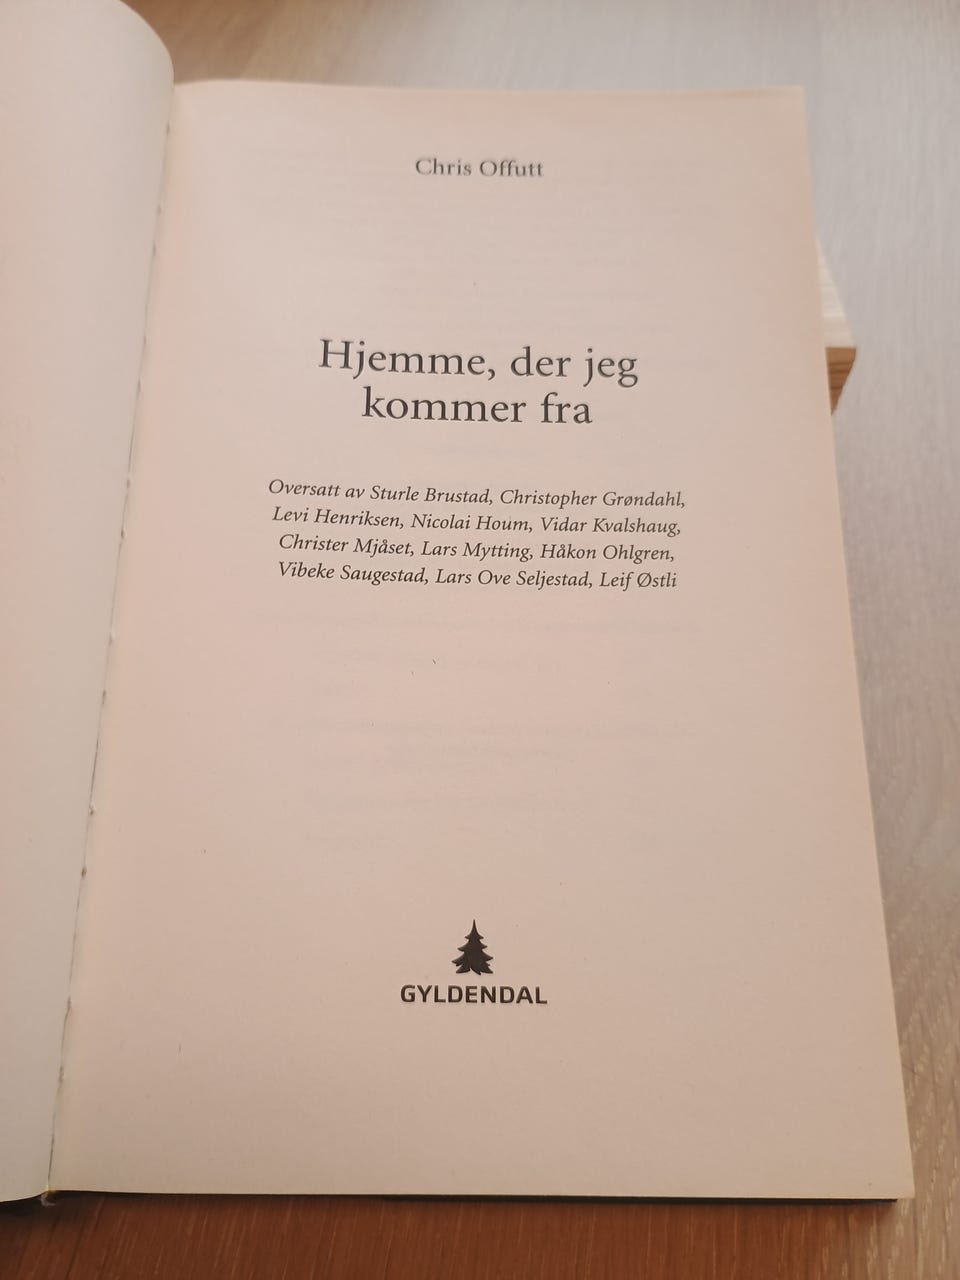 Chris Offutt
Hjemme, der jeg
kommer fra
Oversatt av Sturle Brustad, Christopher Grøndahl,
Levi Henriksen, Nicolai Houm, Vidar Kvalshaug,
Christer Mjåset, Lars Mytting, Håkon Ohlgren,
Vibeke Saugestad, Lars Ove Seljestad, Leif Østli
GYLDENDAL